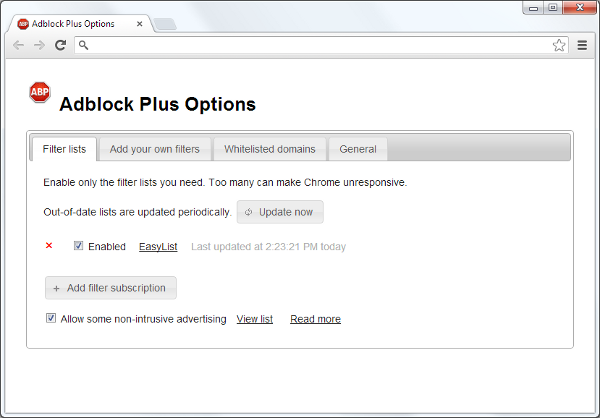 Adblock Plus Options
ABP Adblock Plus Options
Filter lists Add your own filters Whitelisted domains General
Enable only the filter lists you need. Too many can make Chrome unresponsive.
Out-of-date lists are updated periodically. Update now
Enabled EasyList Last updated at 2:23:21 PM today
+ Add filter subscription
Allow some non-intrusive advertising View list Read more